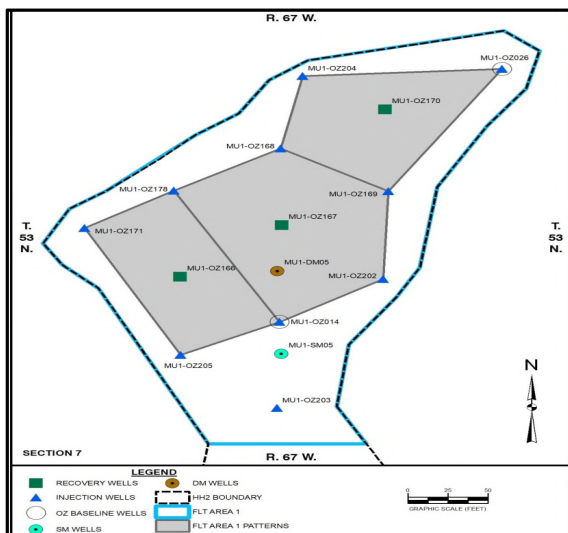 R. 67 W.
MU1-OZ026
MU1-OZ204
MU1-OZ170
MU1-OZ168
MU1-OZ178
MU1-OZ169
T.
53
N.
T.
53
N.
MU1-OZ171
MU1-OZ167
MU1-DM05
MU1-OZ166
MU1-OZ202
MU1-OZ014
MU1-SM05
MU1-OZ205
N
MU1-OZ203
SECTION 7
R. 67 W.
LEGEND
RECOVERY WELLS
DM WELLS
INJECTION WELLS
HH2 BOUNDARY
OZ BASELINE WELLS
FLT AREA 1
SM WELLS
FLT AREA 1 PATTERNS
50 0 50
GRAPHIC SCALE (FEET)